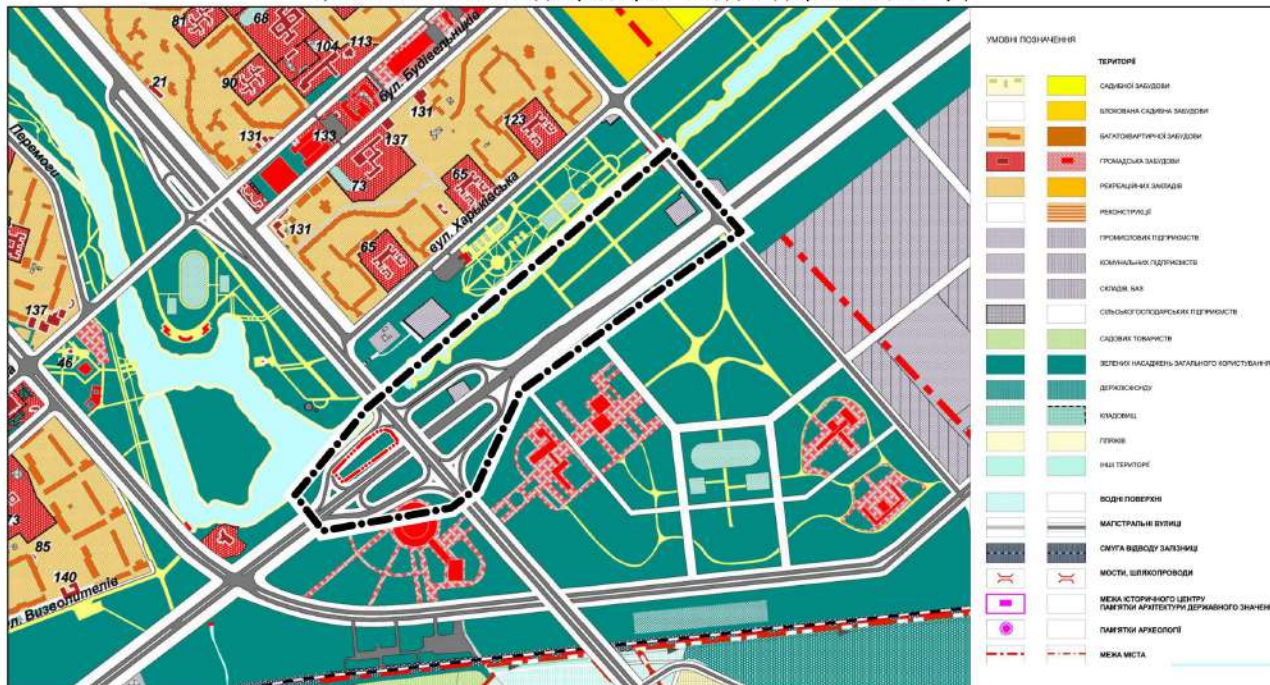 81
68
104
113
21
90
бул. Будівельників
131
131
133
137
123
Перемоги
73
65
вул. Харьківська
131
65
137
46
73
85
140
ул. Визволителів
УМОВНІ ПОЗНАЧЕННЯ
ТЕРИТОРІЇ
САДИБНОЇ ЗАБУДОВИ
БЛОКОВАНА САДИБНА ЗАБУДОВИ
БАГАТОКВАРТИРНОЇ ЗАБУДОВИ
ГРОМАДСЬКА ЗАБУДОВИ
РЕКРЕАЦІЙНИХ ЗАКЛАДІВ
РЕКОНСТРУКЦІЇ
ПРОМИСЛОВИХ ПІДПРИЄМСТВ
КОМУНАЛЬНИХ ПІДПРИЄМСТВ
СКЛАДІВ, БАЗ
СІЛЬСЬКОГОСПОДАРСЬКИХ ПІДПРИЄМСТВ
САДОВИХ ТОВАРИСТВ
ЗЕЛЕНИХ НАСАДЖЕНЬ ЗАГАЛЬНОГО КОРИСТУВАННЯ
ДЕРЖЛІСФОНДУ
КЛАДОВИЩ
ПЛЯЖІВ
ІНШІ ТЕРИТОРІЇ
ВОДНІ ПОВЕРХНІ
МАГІСТРАЛЬНІ ВУЛИЦІ
СМУГА ВІДВОДУ ЗАЛІЗНИЦІ
МОСТИ, ШЛЯХОПРОВОДИ
МЕЖА ІСТОРИЧНОГО ЦЕНТРУ
ПАМ'ЯТКИ АРХІТЕКТУРИ ДЕРЖАВНОГО ЗНАЧЕН
ПАМ'ЯТКИ АРХЕОЛОГІЇ
МЕЖА МІСТА